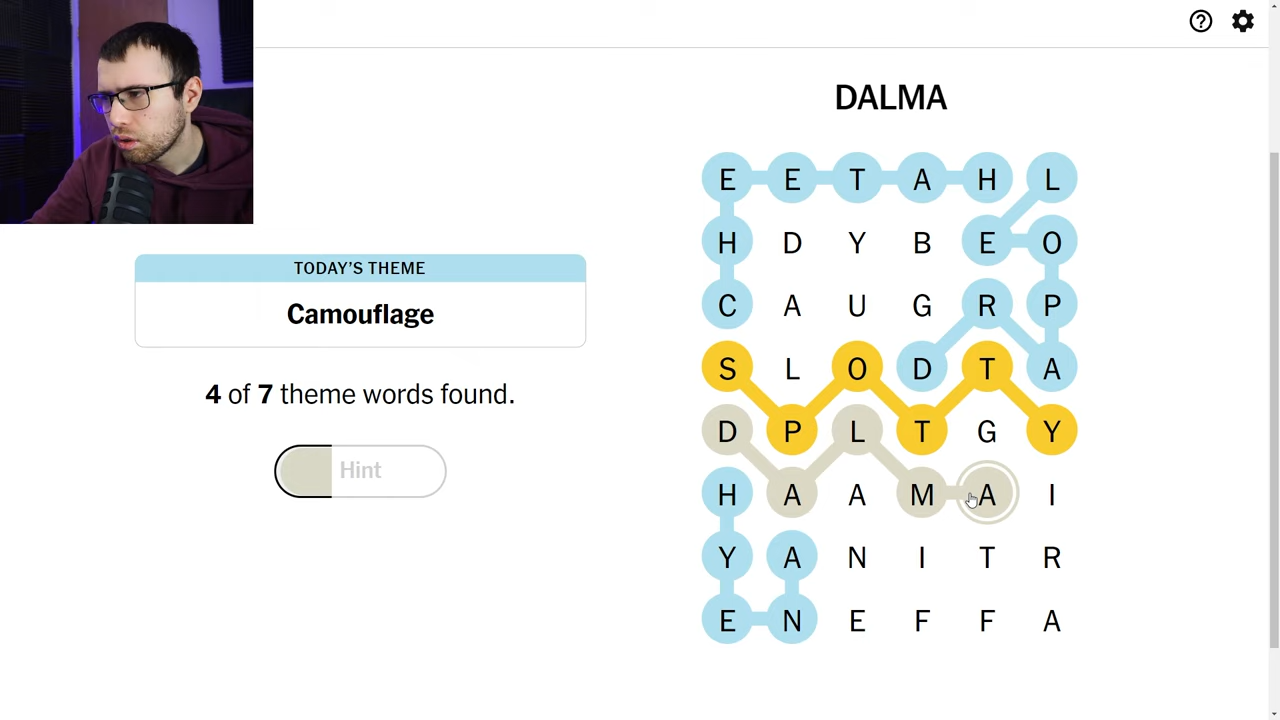 DALMA
E E T A H L
H D Y B E O
C A U G R P
S L O D T A
D P L T G Y
H A A M A I
Y A N I T R
E N E F F A
TODAY'S THEME
Camouflage
4 of 7 theme words found.
Hint